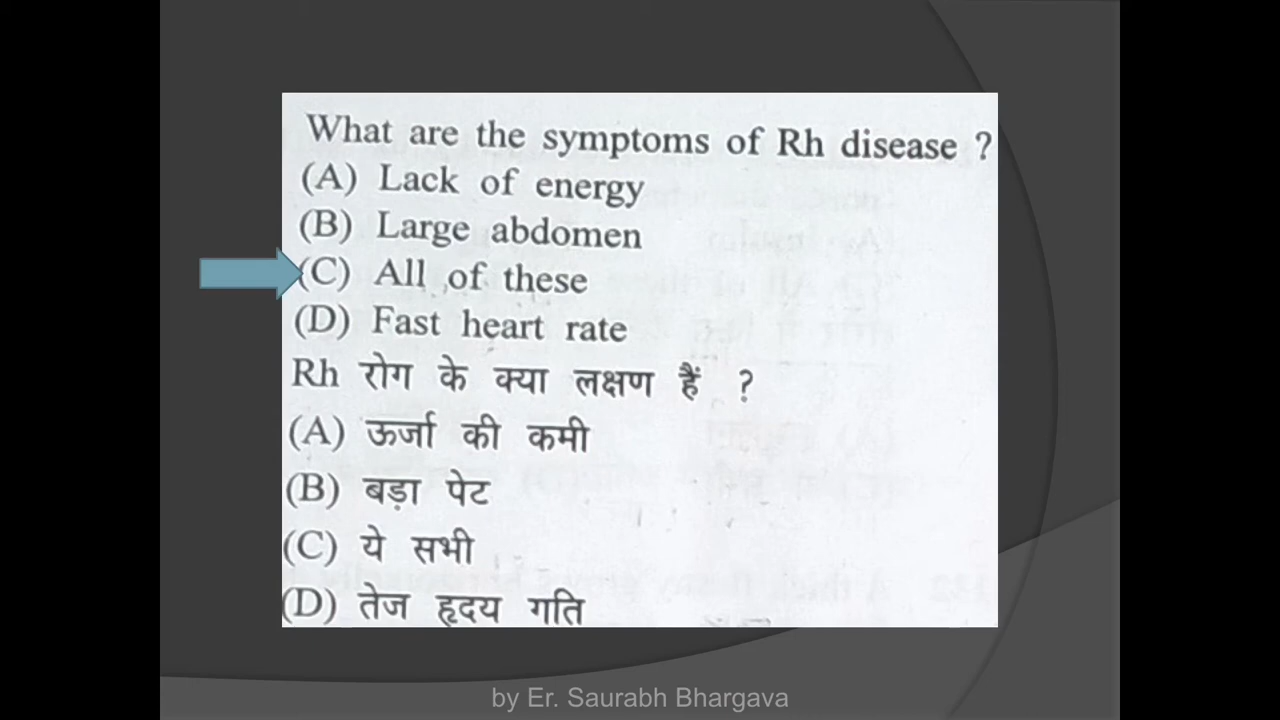 What are the symptoms of Rh disease ?
(A) Lack of energy
(B) Large abdomen
(C) All of these
(D) Fast heart rate
Rh रोग के क्या लक्षण हैं ?
(A) ऊर्जा की कमी
(B) बड़ा पेट
(C) ये सभी
(D) तेज हृदय गति
by Er. Saurabh Bhargava